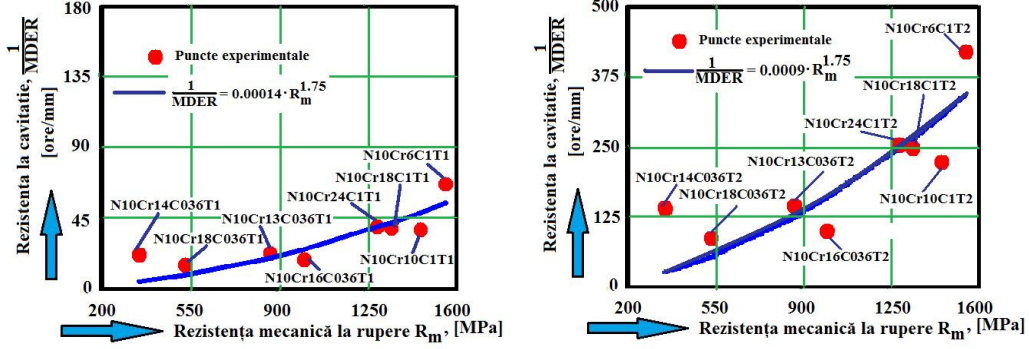 Rezistenta la cavitatie, 1/MDER
[ore/mm]
180
135
90
45
0
Puncte experimentale
1/MDER = 0.00014· R_m^1.75
N10Cr6C1T1
N10Cr18C1T1
N10Cr24C1T1
N10Cr14C036T1
N10Cr13C036T1
N10Cr18C036T1
N10Cr10C1T1
N10Cr16C036T1
200 550 900 1250 1600
Rezistența mecanică la rupere R_m, [MPa]
Rezistenta la cavitatie, 1/MDER
[ore/mm]
500
375
250
125
0
N10Cr6C1T2
Puncte experimentale
1/MDER = 0.0009· R_m^1.75
N10Cr18C1T2
N10Cr24C1T2
N10Cr13C036T2
N10Cr14C036T2
N10Cr18C036T2
N10Cr10C1T2
N10Cr16C036T2
200 550 900 1250 1600
Rezistența mecanică la rupere R_m, [MPa]